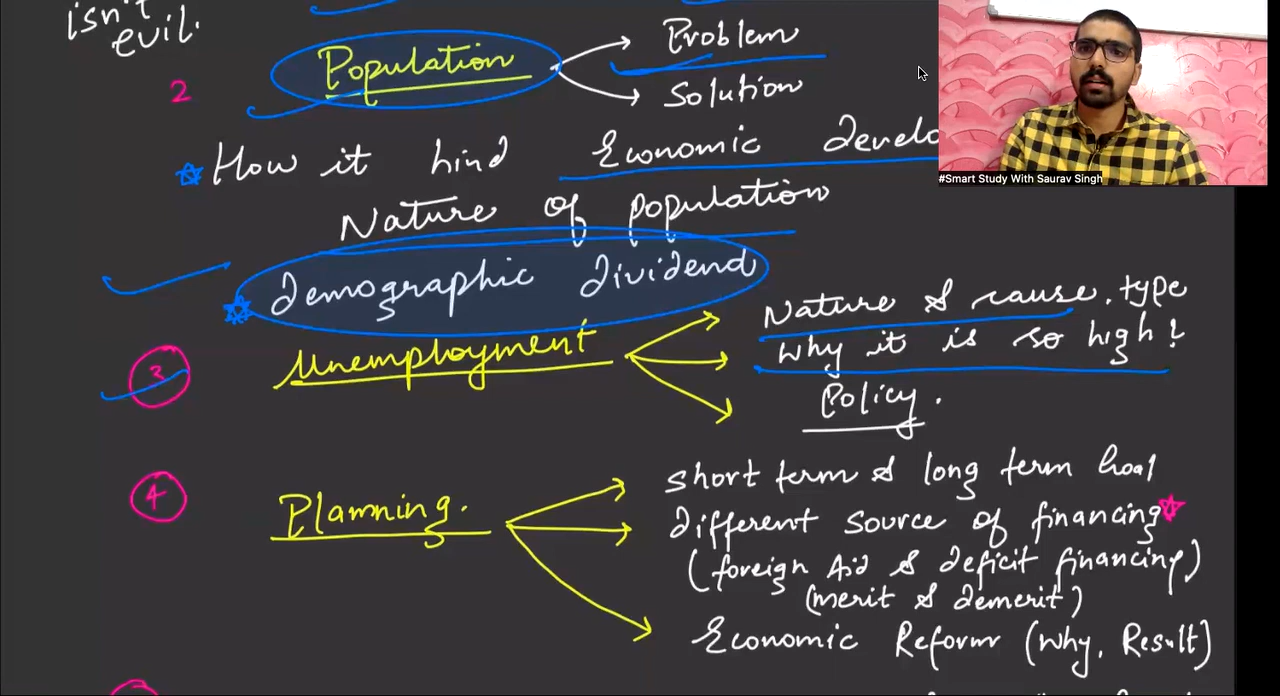 isn't
evil.
2
Population
Problem
Solution
How it hind Economic develo
Nature of population
Demographic dividend
3
Unemployment
Nature & cause. type
Why it is so high?
Policy.
4
Planning.
short term & long term Goal
different source of financing
(foreign Aid & deficit financing)
(merit & demerit)
Economic Reform (why, Result)
#Smart Study With Saurav Singh